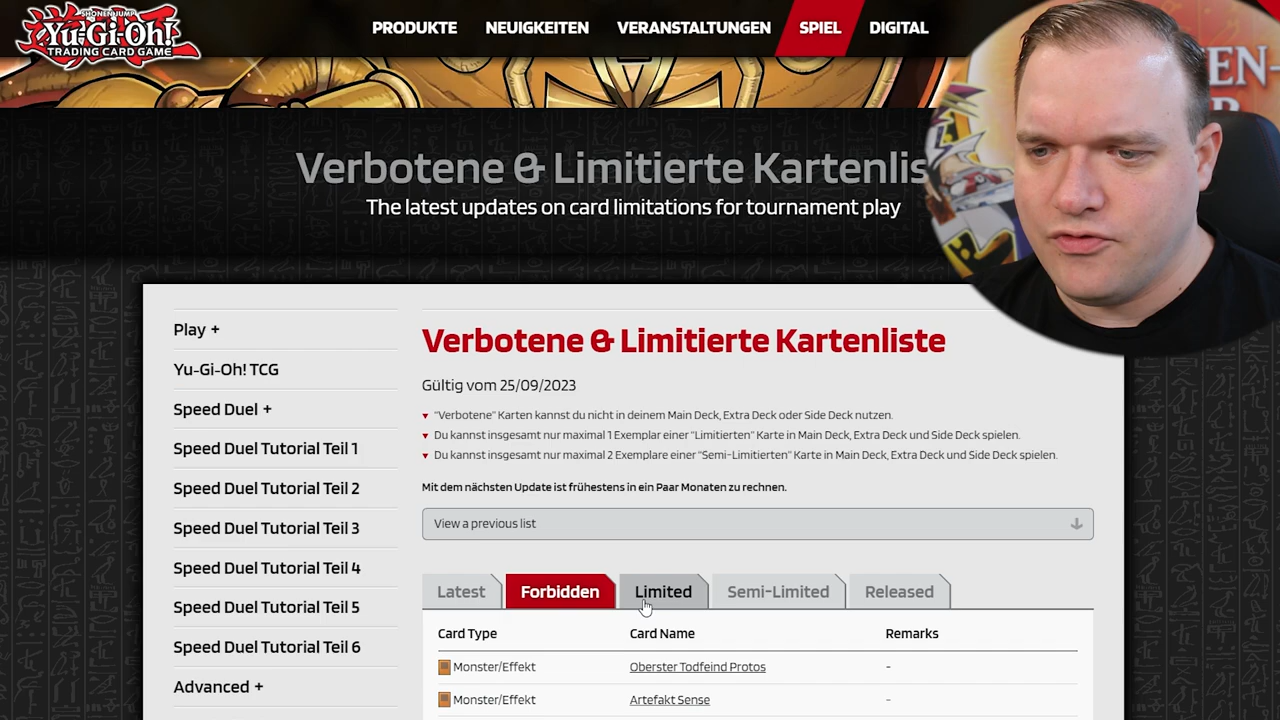 SHONEN JUMP
Yu-Gi-Oh!
TRADING CARD GAME
PRODUKTE NEUIGKEITEN VERANSTALTUNGEN SPIEL DIGITAL
EN-
Verbotene & Limitierte Kartenlis
The latest updates on card limitations for tournament play
Play +
Yu-Gi-Oh! TCG
Speed Duel +
Speed Duel Tutorial Teil 1
Speed Duel Tutorial Teil 2
Speed Duel Tutorial Teil 3
Speed Duel Tutorial Teil 4
Speed Duel Tutorial Teil 5
Speed Duel Tutorial Teil 6
Advanced +
Verbotene & Limitierte Kartenliste
Gültig vom 25/09/2023
"Verbotene" Karten kannst du nicht in deinem Main Deck, Extra Deck oder Side Deck nutzen.
Du kannst insgesamt nur maximal 1 Exemplar einer "Limitierten" Karte in Main Deck, Extra Deck und Side Deck spielen.
Du kannst insgesamt nur maximal 2 Exemplare einer "Semi-Limitierten" Karte in Main Deck, Extra Deck und Side Deck spielen.
Mit dem nächsten Update ist frühestens in ein Paar Monaten zu rechnen.
View a previous list
Latest Forbidden Limited Semi-Limited Released
Card Type Card Name Remarks
Monster/Effekt Oberster Todfeind Protos -
Monster/Effekt Artefakt Sense -